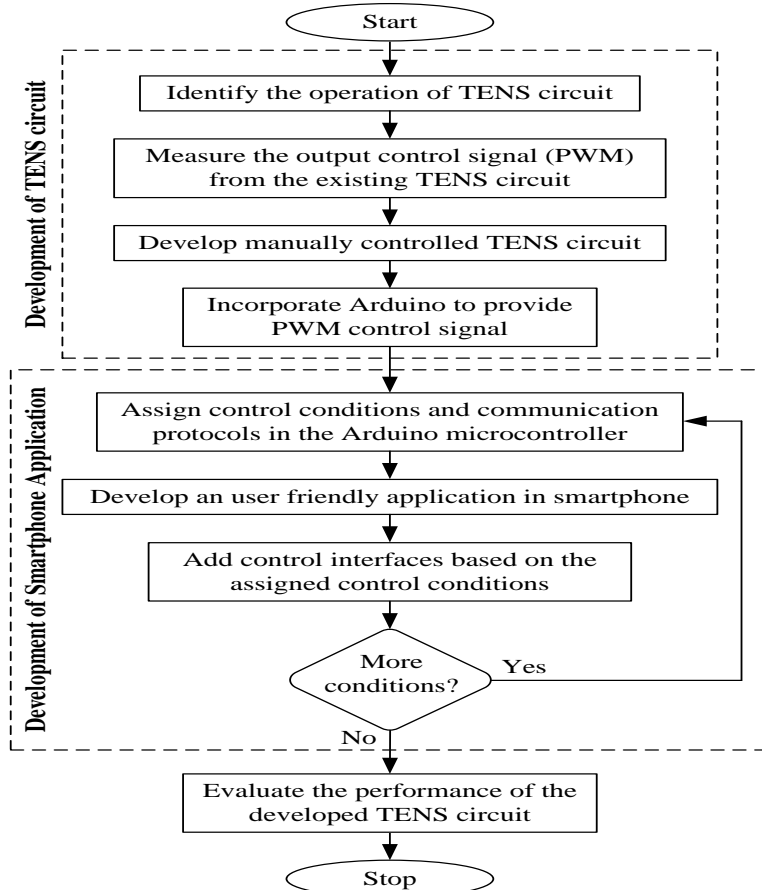 Start
Development of TENS circuit
Identify the operation of TENS circuit
Measure the output control signal (PWM)
from the existing TENS circuit
Develop manually controlled TENS circuit
Incorporate Arduino to provide
PWM control signal
Development of Smartphone Application
Assign control conditions and communication
protocols in the Arduino microcontroller
Develop an user friendly application in smartphone
Add control interfaces based on the
assigned control conditions
More
conditions?
Yes
No
Evaluate the performance of the
developed TENS circuit
Stop